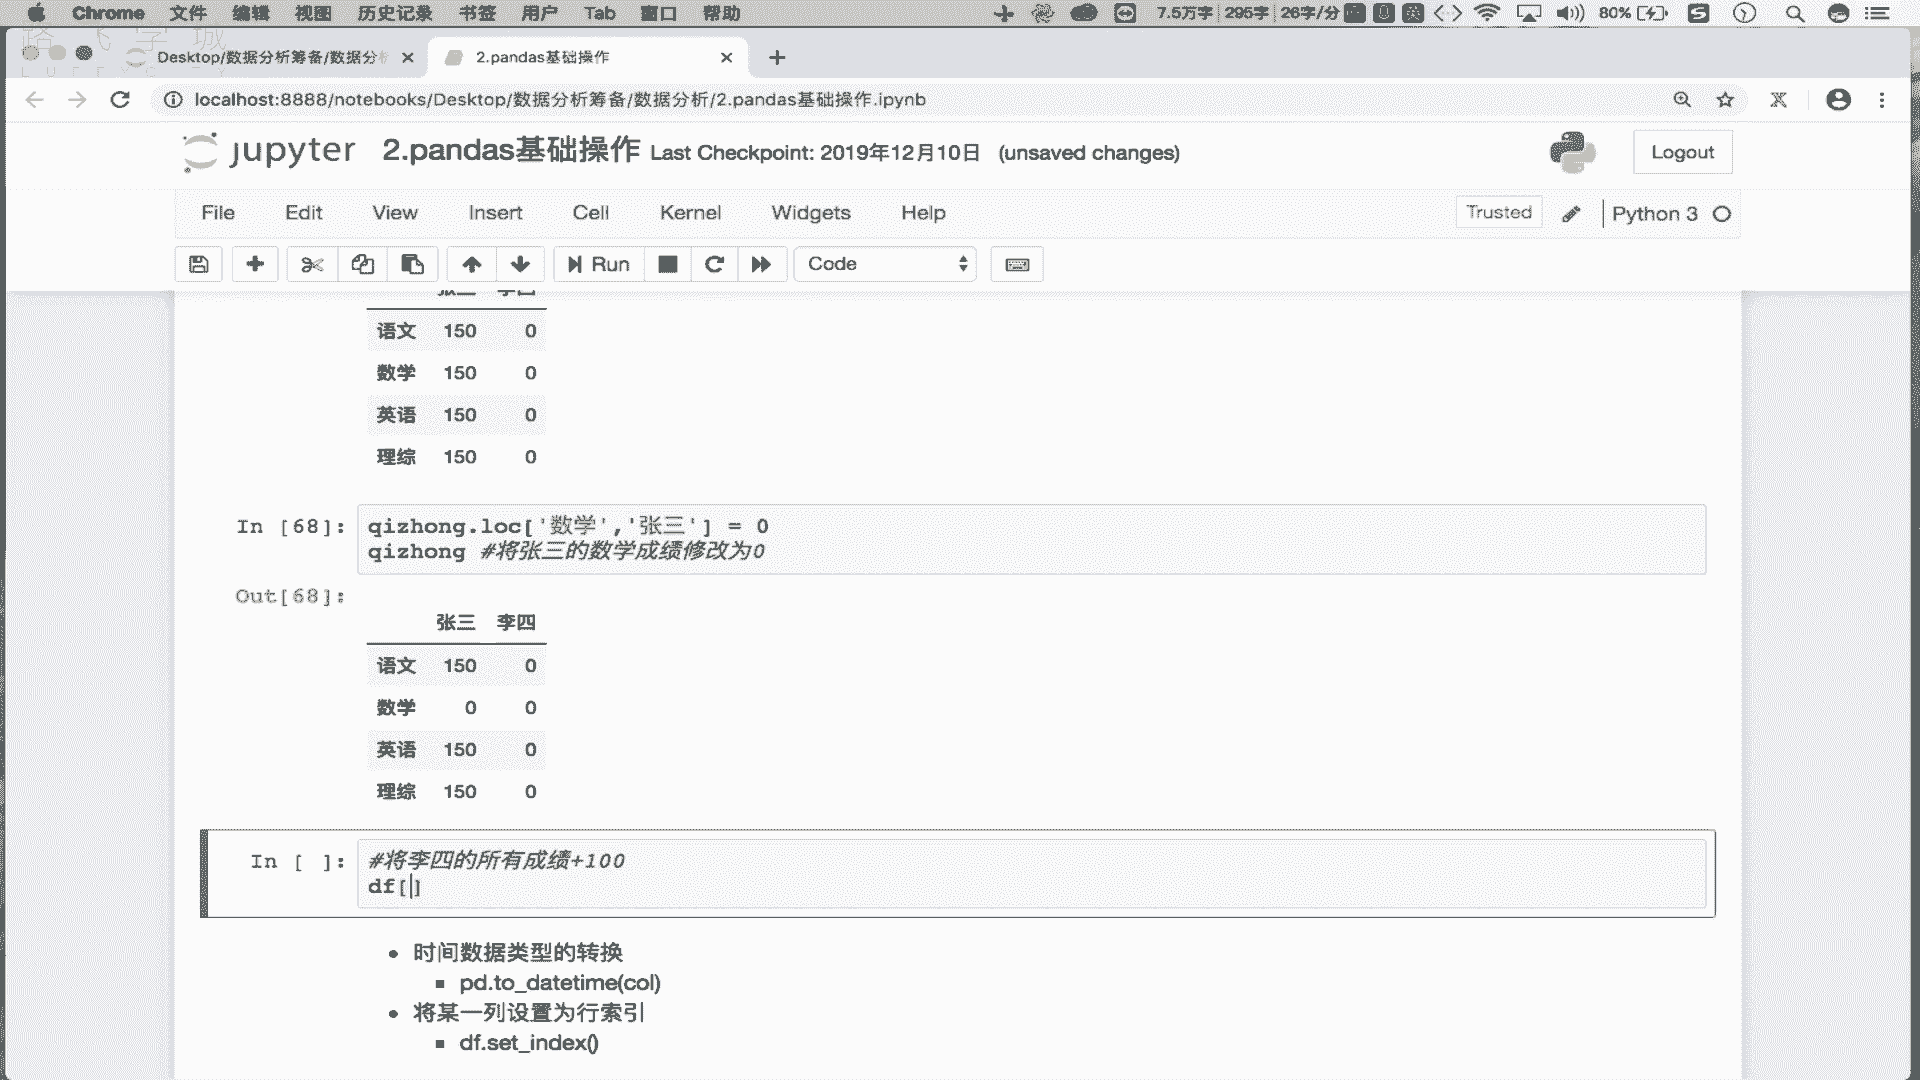 Chrome 文件 编辑 视图 历史记录 书签 用户 Tab 窗口 帮助 7.5万字 295字 26字/分 英 80%
Desktop/数据分析筹备/数据分析 2.pandas基础操作
localhost:8888/notebooks/Desktop/数据分析筹备/数据分析/2.pandas基础操作.ipynb
jupyter 2.pandas基础操作 Last Checkpoint: 2019年12月10日 (unsaved changes) Logout
File Edit View Insert Cell Kernel Widgets Help Trusted Python 3
Run Code
张三 李四
语文 150 0
数学 150 0
英语 150 0
理综 150 0
In [68]: qizhong.loc['数学','张三'] = 0
qizhong #将张三的数学成绩修改为0
Out[68]:
张三 李四
语文 150 0
数学 0 0
英语 150 0
理综 150 0
In [ ]: #将李四的所有成绩+100
df[]
时间数据类型的转换
pd.to_datetime(col)
将某一列设置为行索引
df.set_index()